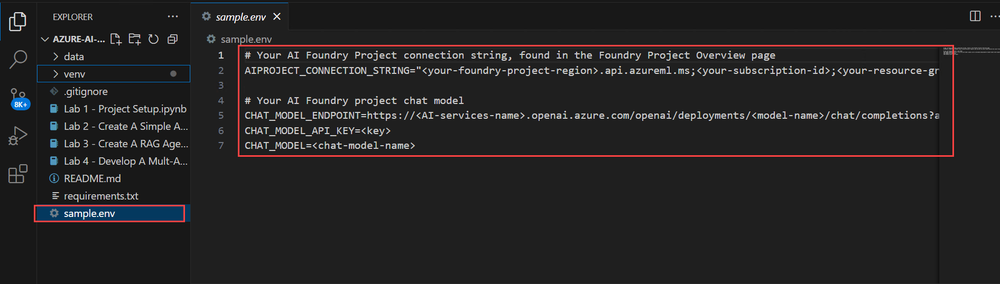 EXPLORER
AZURE-AI-...
data
venv
.gitignore
Lab 1 - Project Setup.ipynb
Lab 2 - Create A Simple A...
Lab 3 - Create A RAG Age...
Lab 4 - Develop A Mult-A...
README.md
requirements.txt
sample.env
8K+
sample.env
sample.env
1 # Your AI Foundry Project connection string, found in the Foundry Project Overview page
2 AIPROJECT_CONNECTION_STRING="<your-foundry-project-region>.api.azureml.ms;<your-subscription-id>;<your-resource-gr
3
4 # Your AI Foundry project chat model
5 CHAT_MODEL_ENDPOINT=https://<AI-services-name>.openai.azure.com/openai/deployments/<model-name>/chat/completions?a
6 CHAT_MODEL_API_KEY=<key>
7 CHAT_MODEL=<chat-model-name>